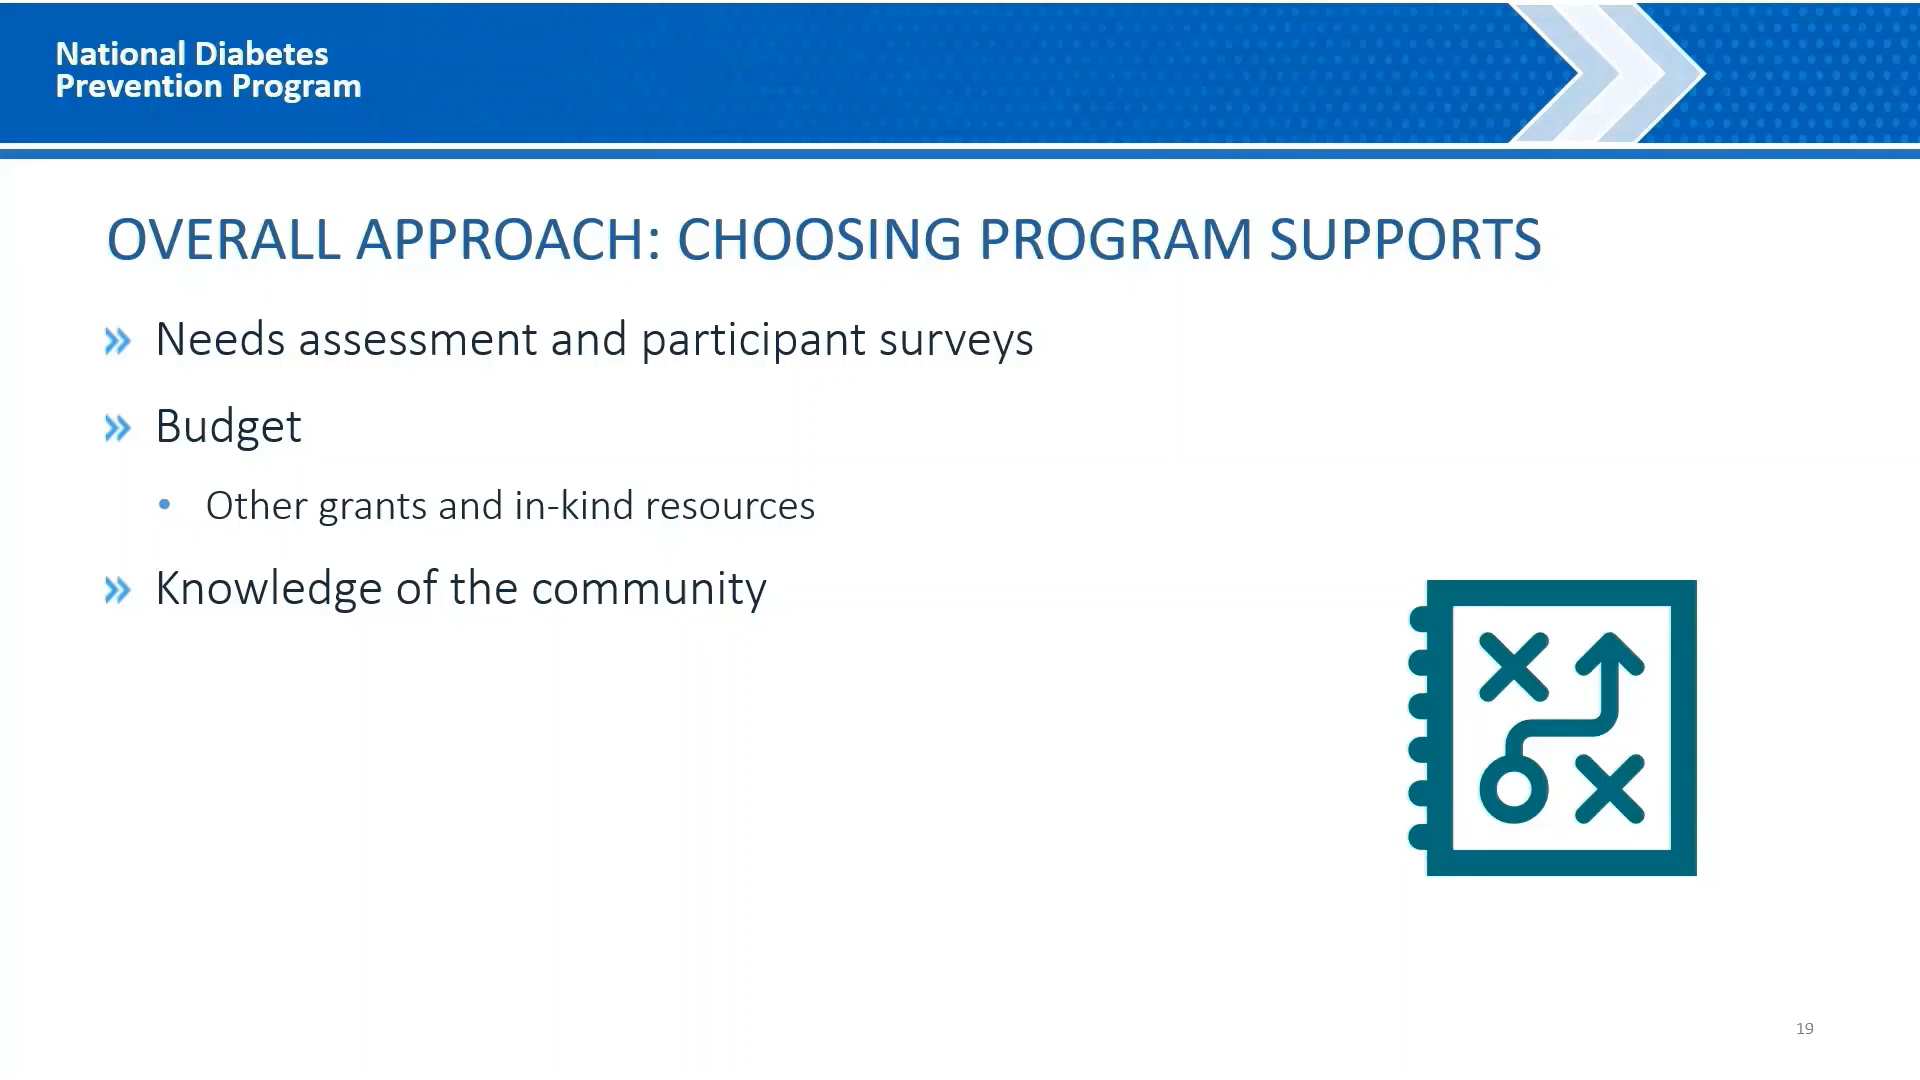 National Diabetes
Prevention Program
OVERALL APPROACH: CHOOSING PROGRAM SUPPORTS
» Needs assessment and participant surveys
» Budget
• Other grants and in-kind resources
» Knowledge of the community
19